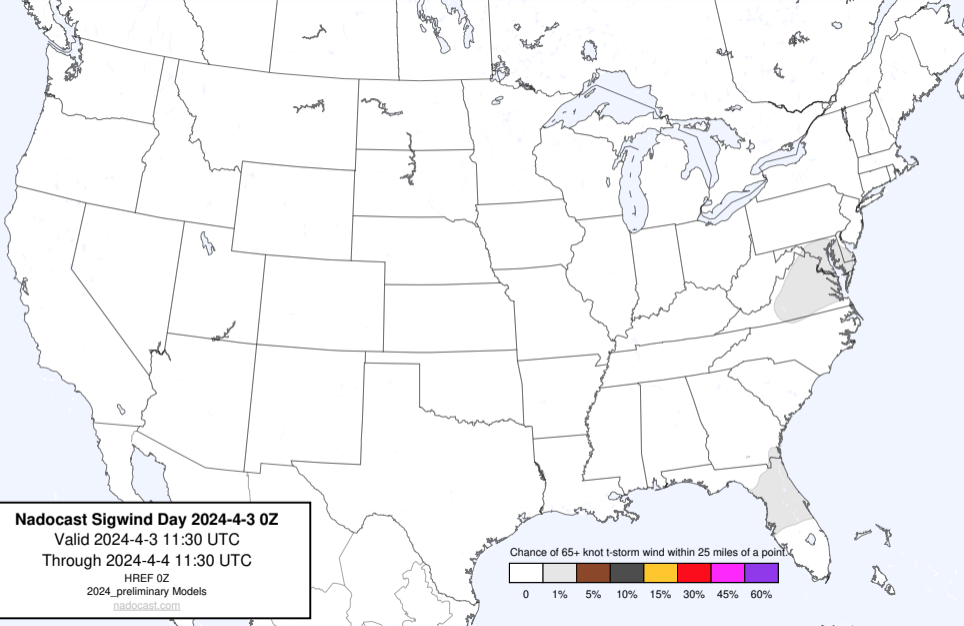 Nadocast Sigwind Day 2024-4-3 0Z
Valid 2024-4-3 11:30 UTC
Through 2024-4-4 11:30 UTC
HREF 0Z
2024_preliminary Models
nadocast.com
Chance of 65+ knot t-storm wind within 25 miles of a point.
0 1% 5% 10% 15% 30% 45% 60%